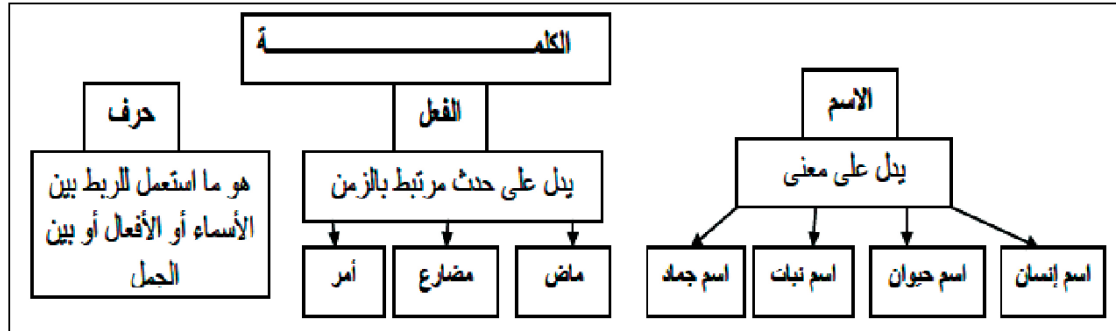 الكلمــــــــــــــــــــــــــــــة
الاسم
الفعل
حرف
يدل على معنى
يدل على حدث مرتبط بالزمن
هو ما استعمل للربط بين
الأسماء أو الأفعال أو بين
الجمل
اسم إنسان
اسم حيوان
اسم نبات
اسم جماد
ماض
مضارع
أمر